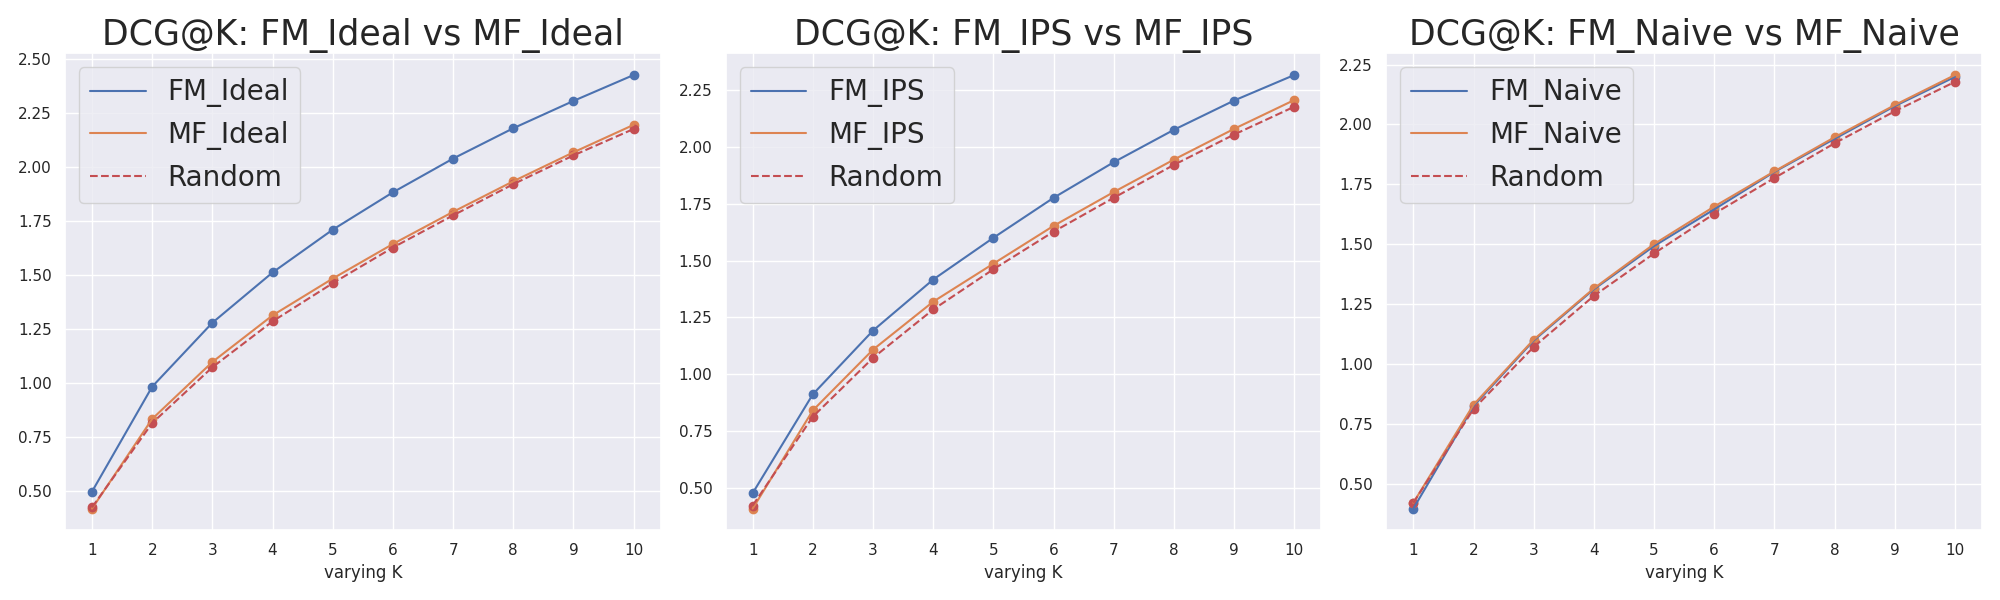 DCG@K: FM_Ideal vs MF_Ideal
FM_Ideal
MF_Ideal
Random
2.50
2.25
2.00
1.75
1.50
1.25
1.00
0.75
0.50
1 2 3 4 5 6 7 8 9 10
varying K
DCG@K: FM_IPS vs MF_IPS
FM_IPS
MF_IPS
Random
2.25
2.00
1.75
1.50
1.25
1.00
0.75
0.50
1 2 3 4 5 6 7 8 9 10
varying K
DCG@K: FM_Naive vs MF_Naive
FM_Naive
MF_Naive
Random
2.25
2.00
1.75
1.50
1.25
1.00
0.75
0.50
1 2 3 4 5 6 7 8 9 10
varying K